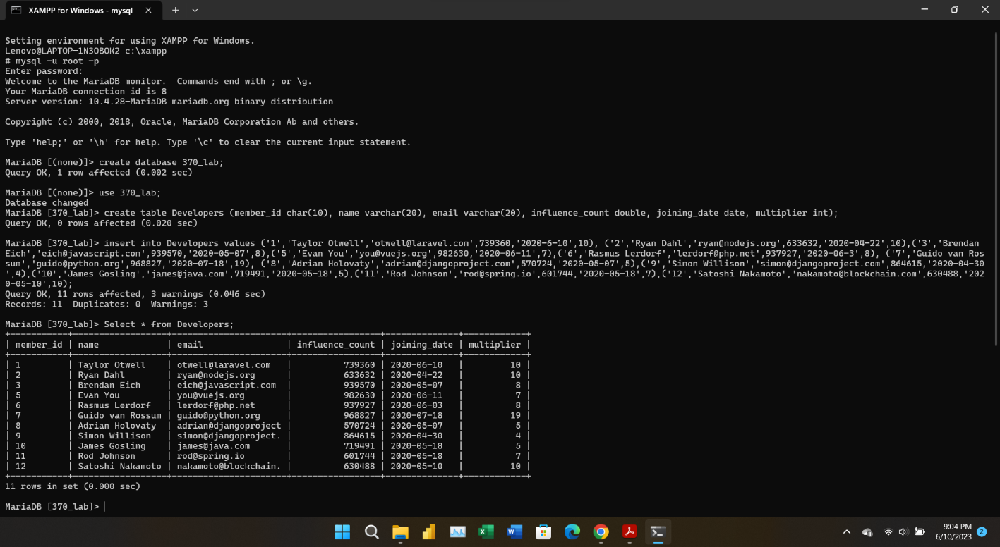 XAMPP for Windows - mysql
Setting environment for using XAMPP for Windows.
Lenovo@LAPTOP-1N3OBOK2 c:\xampp
# mysql -u root -p
Enter password:
Welcome to the MariaDB monitor.  Commands end with ; or \g.
Your MariaDB connection id is 8
Server version: 10.4.28-MariaDB mariadb.org binary distribution
Copyright (c) 2000, 2018, Oracle, MariaDB Corporation Ab and others.
Type 'help;' or '\h' for help. Type '\c' to clear the current input statement.
MariaDB [(none)]> create database 370_lab;
Query OK, 1 row affected (0.002 sec)
MariaDB [(none)]> use 370_lab;
Database changed
MariaDB [370_lab]> create table Developers (member_id char(10), name varchar(20), email varchar(20), influence_count double, joining_date date, multiplier int);
Query OK, 0 rows affected (0.020 sec)
MariaDB [370_lab]> insert into Developers values ('1','Taylor Otwell','otwell@laravel.com',739360,'2020-6-10',10), ('2','Ryan Dahl','ryan@nodejs.org',633632,'2020-04-22',10),('3','Brendan
Eich','eich@javascript.com',939570,'2020-05-07',8),('5','Evan You','you@vuejs.org',982630,'2020-06-11',7),('6','Rasmus Lerdorf','lerdorf@php.net',937927,'2020-06-3',8), ('7','Guido van Ros
sum','guido@python.org',968827,'2020-07-18',19), ('8','Adrian Holovaty','adrian@djangoproject.com',570724,'2020-05-07',5),('9','Simon Willison','simon@djangoproject.com',864615,'2020-04-30
',4),('10','James Gosling','james@java.com',719491,'2020-05-18',5),('11','Rod Johnson','rod@spring.io',601744,'2020-05-18',7),('12','Satoshi Nakamoto','nakamoto@blockchain.com',630488,'202
0-05-10',10);
Query OK, 11 rows affected, 3 warnings (0.046 sec)
Records: 11  Duplicates: 0  Warnings: 3
MariaDB [370_lab]> Select * from Developers;
| member_id | name | email | influence_count | joining_date | multiplier |
| 1 | Taylor Otwell | otwell@laravel.com | 739360 | 2020-06-10 | 10 |
| 2 | Ryan Dahl | ryan@nodejs.org | 633632 | 2020-04-22 | 10 |
| 3 | Brendan Eich | eich@javascript.com | 939570 | 2020-05-07 | 8 |
| 5 | Evan You | you@vuejs.org | 982630 | 2020-06-11 | 7 |
| 6 | Rasmus Lerdorf | lerdorf@php.net | 937927 | 2020-06-03 | 8 |
| 7 | Guido van Rossum | guido@python.org | 968827 | 2020-07-18 | 19 |
| 8 | Adrian Holovaty | adrian@djangoproject | 570724 | 2020-05-07 | 5 |
| 9 | Simon Willison | simon@djangoproject. | 864615 | 2020-04-30 | 4 |
| 10 | James Gosling | james@java.com | 719491 | 2020-05-18 | 5 |
| 11 | Rod Johnson | rod@spring.io | 601744 | 2020-05-18 | 7 |
| 12 | Satoshi Nakamoto | nakamoto@blockchain. | 630488 | 2020-05-10 | 10 |
11 rows in set (0.000 sec)
MariaDB [370_lab]>
9:04 PM
6/10/2023
2